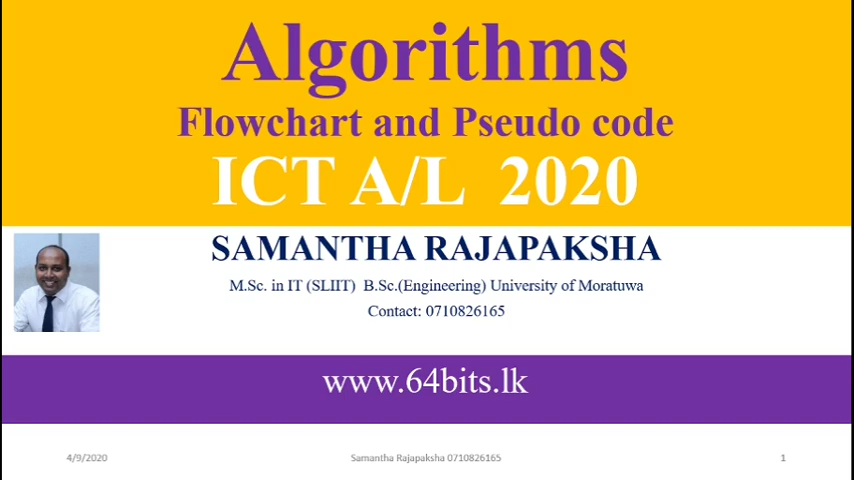 Algorithms
Flowchart and Pseudo code
ICT A/L 2020
SAMANTHA RAJAPAKSHA
M.Sc. in IT (SLIIT) B.Sc.(Engineering) University of Moratuwa
Contact: 0710826165
www.64bits.lk
4/9/2020 Samantha Rajapaksha 0710826165 1